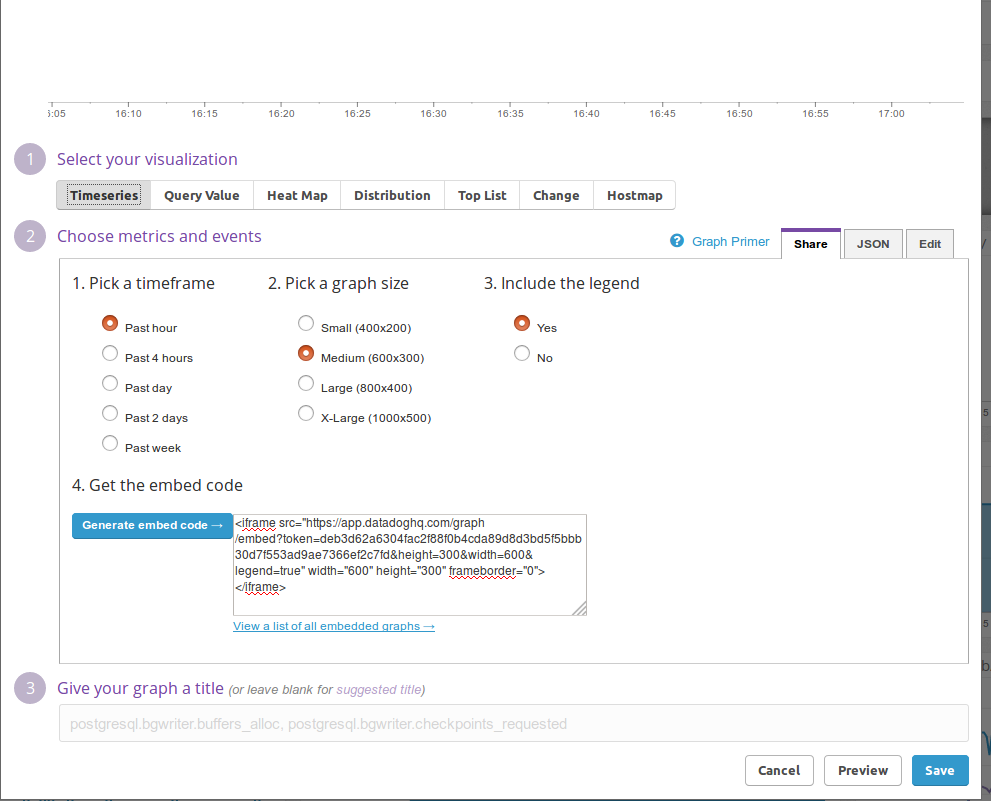 16:10 16:15 16:20 16:25 16:30 16:35 16:40 16:45 16:50 16:55 17:00
1 Select your visualization
Timeseries Query Value Heat Map Distribution Top List Change Hostmap
2 Choose metrics and events
? Graph Primer Share JSON Edit
1. Pick a timeframe 2. Pick a graph size 3. Include the legend
Past hour Small (400x200) Yes
Past 4 hours Medium (600x300) No
Past day Large (800x400)
Past 2 days X-Large (1000x500)
Past week
4. Get the embed code
Generate embed code →
<iframe src="https://app.datadoghq.com/graph
/embed?token=deb3d62a6304fac2f88f0b4cda89d8d3bd5f5bbb
30d7f553ad9ae7366ef2c7fd&height=300&width=600&
legend=true" width="600" height="300" frameborder="0">
</iframe>
View a list of all embedded graphs →
3 Give your graph a title (or leave blank for suggested title)
postgresql.bgwriter.buffers_alloc, postgresql.bgwriter.checkpoints_requested
Cancel Preview Save